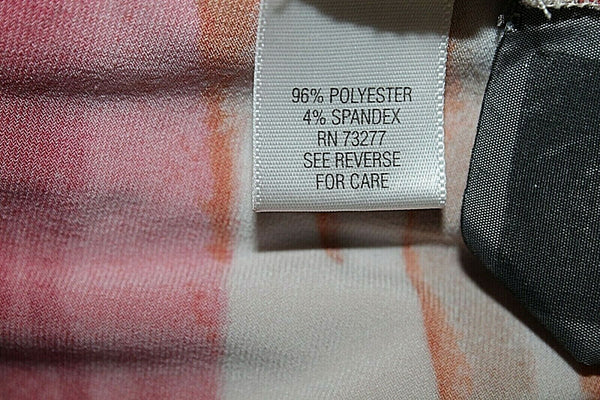 96% POLYESTER
4% SPANDEX
RN 73277
SEE REVERSE
FOR CARE